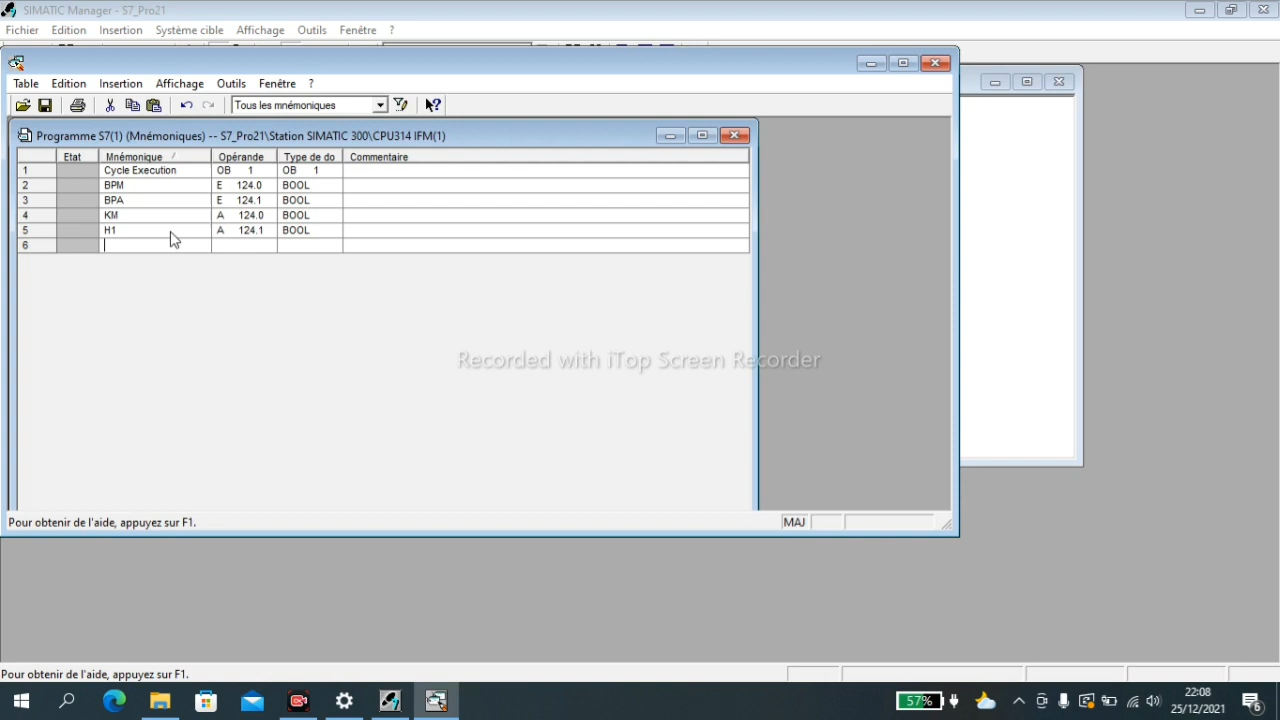 SIMATIC Manager - S7_Pro21
Fichier Edition Insertion Système cible Affichage Outils Fenêtre ?
Table Edition Insertion Affichage Outils Fenêtre ?
Tous les mnémoniques
Programme S7(1) (Mnémoniques) -- S7_Pro21\Station SIMATIC 300\CPU314 IFM(1)
Etat Mnémonique / Opérande Type de do Commentaire
1 Cycle Execution OB 1 OB 1
2 BPM E 124.0 BOOL
3 BPA E 124.1 BOOL
4 KM A 124.0 BOOL
5 H1 A 124.1 BOOL
6
Recorded with iTop Screen Recorder
Pour obtenir de l'aide, appuyez sur F1. MAJ
Pour obtenir de l'aide, appuyez sur F1.
57% 22:08
25/12/2021 6